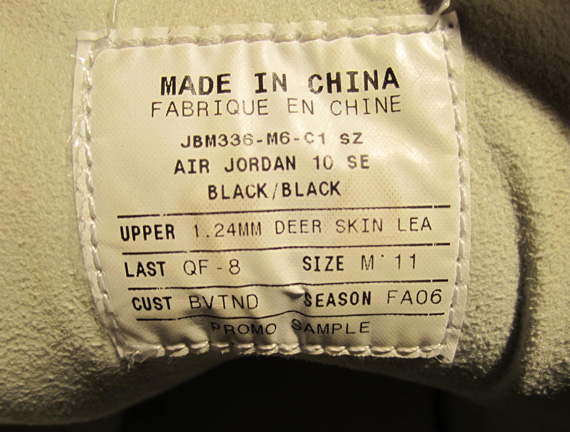 MADE IN CHINA
FABRIQUE EN CHINE
JBM336-M6-C1 SZ
AIR JORDAN 10 SE
BLACK/BLACK
UPPER 1.24MM DEER SKIN LEA
LAST QF-8 SIZE M 11
CUST BVTND SEASON FA06
PROMO SAMPLE